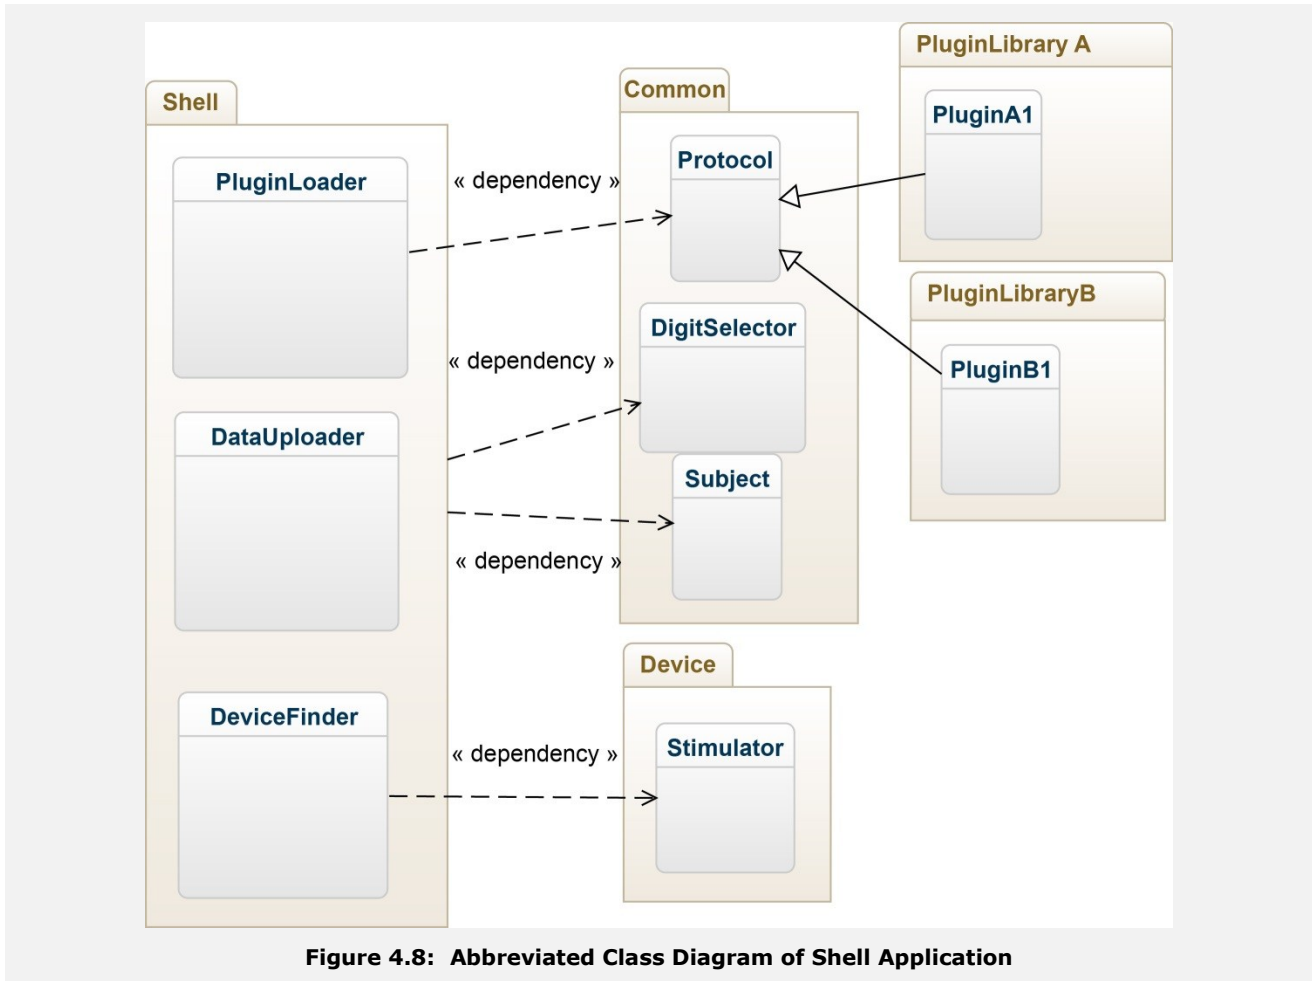 Shell
PluginLoader
DataUploader
DeviceFinder
« dependency »
« dependency »
« dependency »
« dependency »
Common
Protocol
DigitSelector
Subject
Device
Stimulator
PluginLibrary A
PluginA1
PluginLibraryB
PluginB1
Figure 4.8:  Abbreviated Class Diagram of Shell Application